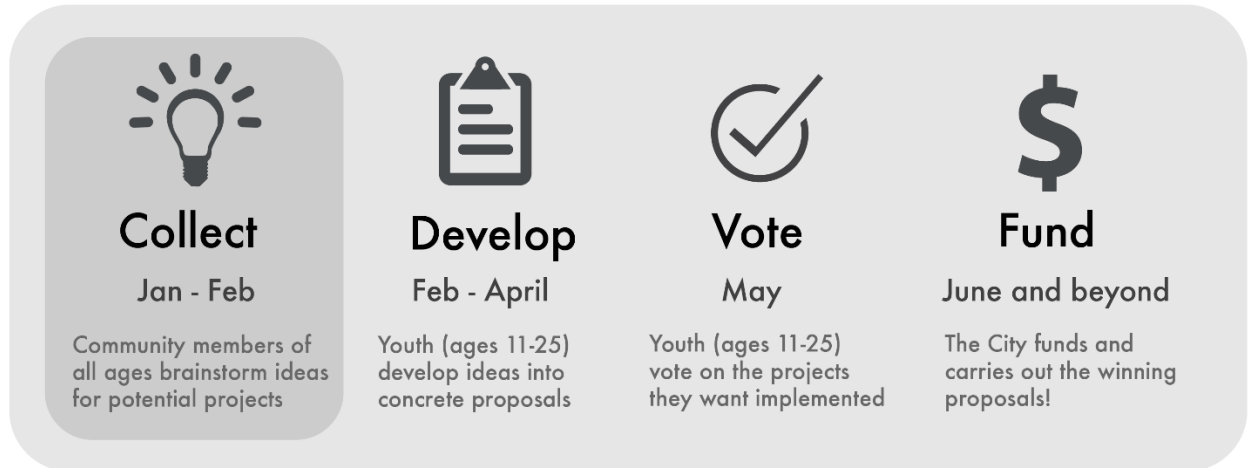 Collect
Jan - Feb
Community members of
all ages brainstorm ideas
for potential projects
Develop
Feb - April
Youth (ages 11-25)
develop ideas into
concrete proposals
Vote
May
Youth (ages 11-25)
vote on the projects
they want implemented
$
Fund
June and beyond
The City funds and
carries out the winning
proposals!